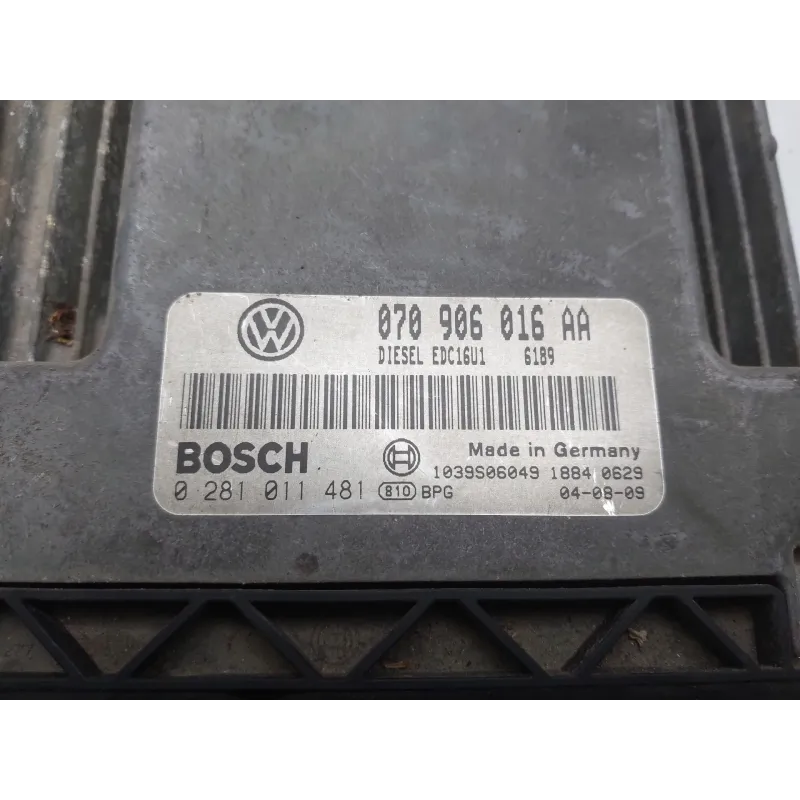 070 906 016 AA
DIESEL EDC16U1 6189
BOSCH Made in Germany
1039S06049 1884 0629
0 281 011 481 810 BPG 04-08-09